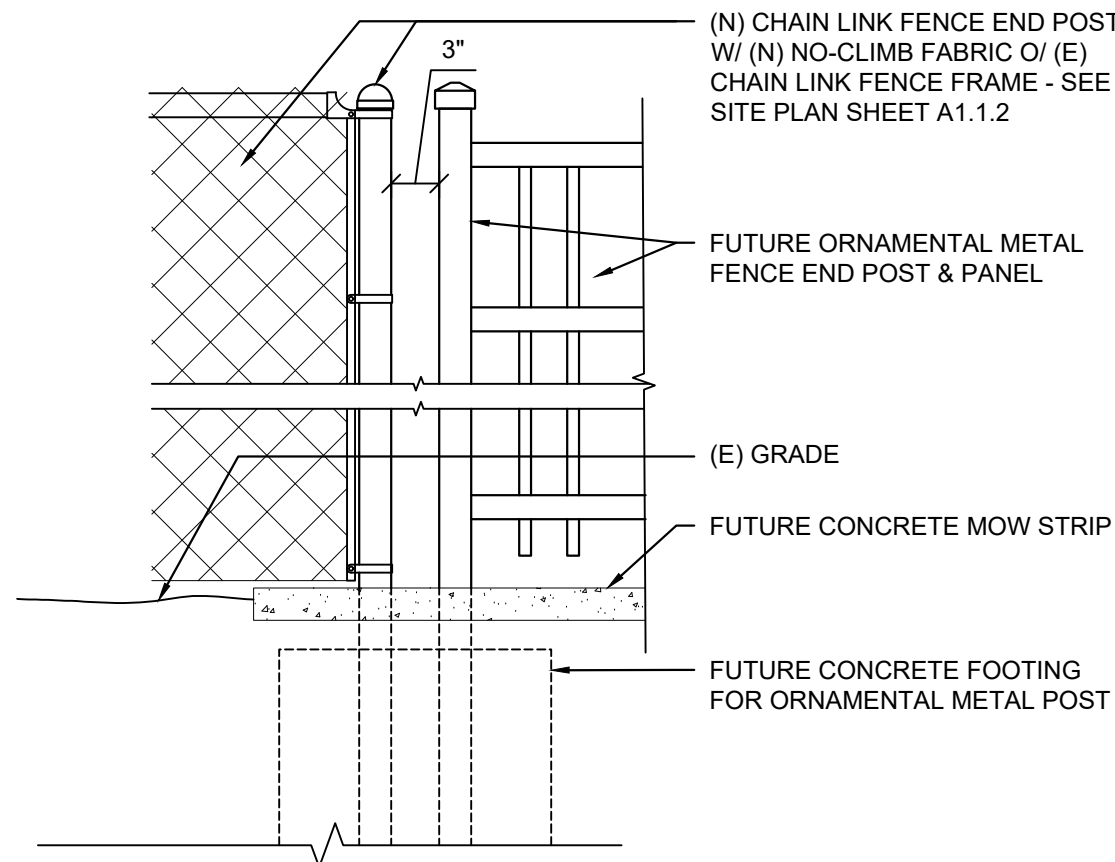 (N) CHAIN LINK FENCE END POST
W/ (N) NO-CLIMB FABRIC O/ (E)
CHAIN LINK FENCE FRAME - SEE
SITE PLAN SHEET A1.1.2
3"
FUTURE ORNAMENTAL METAL
FENCE END POST & PANEL
(E) GRADE
FUTURE CONCRETE MOW STRIP
FUTURE CONCRETE FOOTING
FOR ORNAMENTAL METAL POST